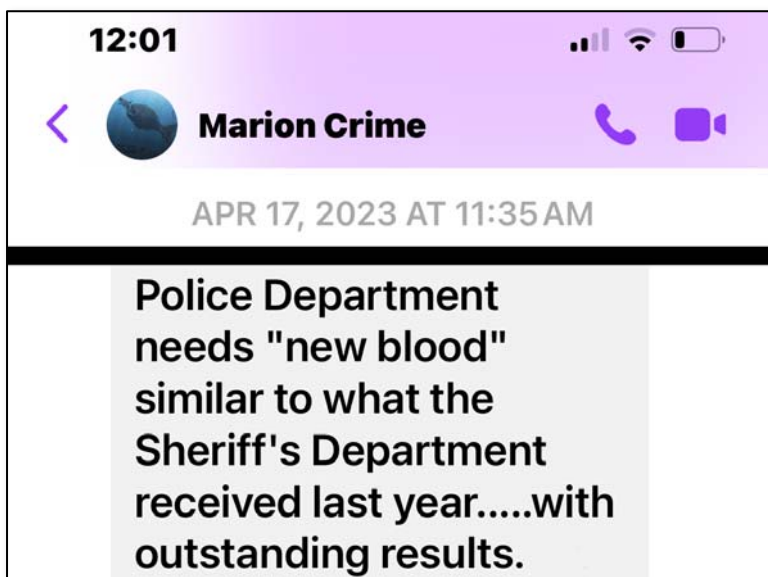 12:01
Marion Crime
APR 17, 2023 AT 11:35 AM
Police Department
needs "new blood"
similar to what the
Sheriff's Department
received last year.....with
outstanding results.